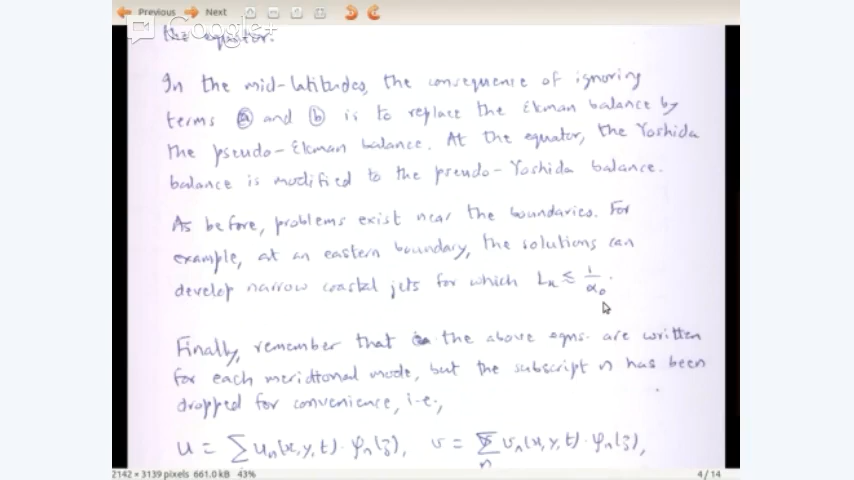 Previous Next
Google+
the equator.
In the mid-latitudes, the consequence of ignoring
terms ⓐ and ⓑ is to replace the Ekman balance by
the pseudo-Ekman balance. At the equator, the Yoshida
balance is modified to the pseudo-Yoshida balance.
As before, problems exist near the boundaries. For
example, at an eastern boundary, the solutions can
develop narrow coastal jets for which Lx ≲ 1/α₀.
Finally, remember that the above eqns. are written
for each meridional mode, but the subscript n has been
dropped for convenience, i.e.,
u = ∑ uₙ(x,y,t)·ψₙ(z), v = ∑ₙ vₙ(x,y,t)·ψₙ(z),
2142 × 3139 pixels 661.0 kB 43% 4 / 14